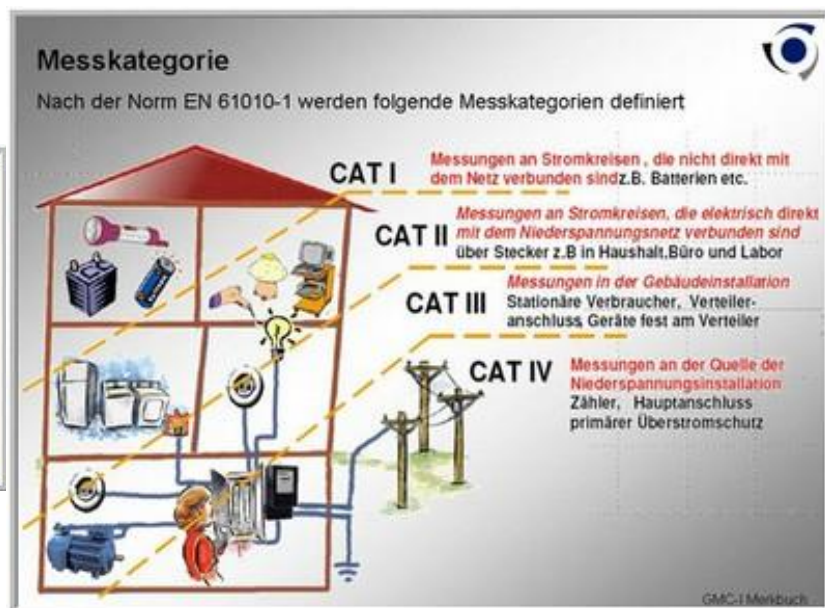 Messkategorie
Nach der Norm EN 61010-1 werden folgende Messkategorien definiert
CAT I
Messungen an Stromkreisen , die nicht direkt mit
dem Netz verbunden sind z.B. Batterien etc.
CAT II
Messungen an Stromkreisen, die elektrisch direkt
mit dem Niederspannungsnetz verbunden sind
über Stecker z.B in Haushalt,Büro und Labor
CAT III
Messungen in der Gebäudeinstallation
Stationäre Verbraucher, Verteiler-
anschluss, Geräte fest am Verteiler
CAT IV
Messungen an der Quelle der
Niederspannungsinstallation
Zähler, Hauptanschluss
primärer Überstromschutz
GMC-I Merkbuch